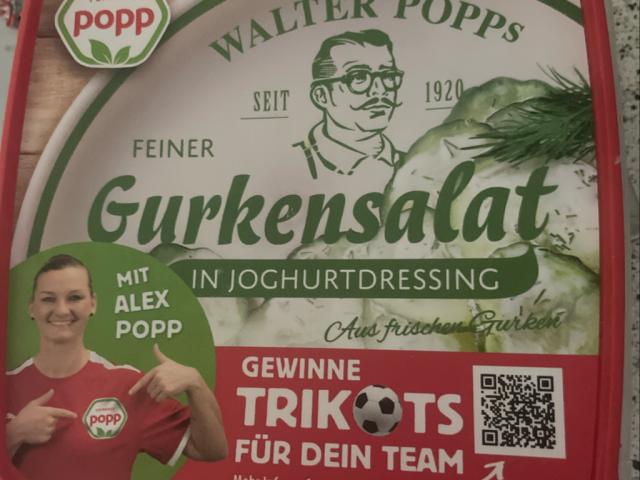 popp
WALTER POPPS
SEIT 1920
FEINER
Gurkensalat
IN JOGHURTDRESSING
Aus frischen Gurken
MIT
ALEX
POPP
popp
GEWINNE
TRIKOTS
FÜR DEIN TEAM